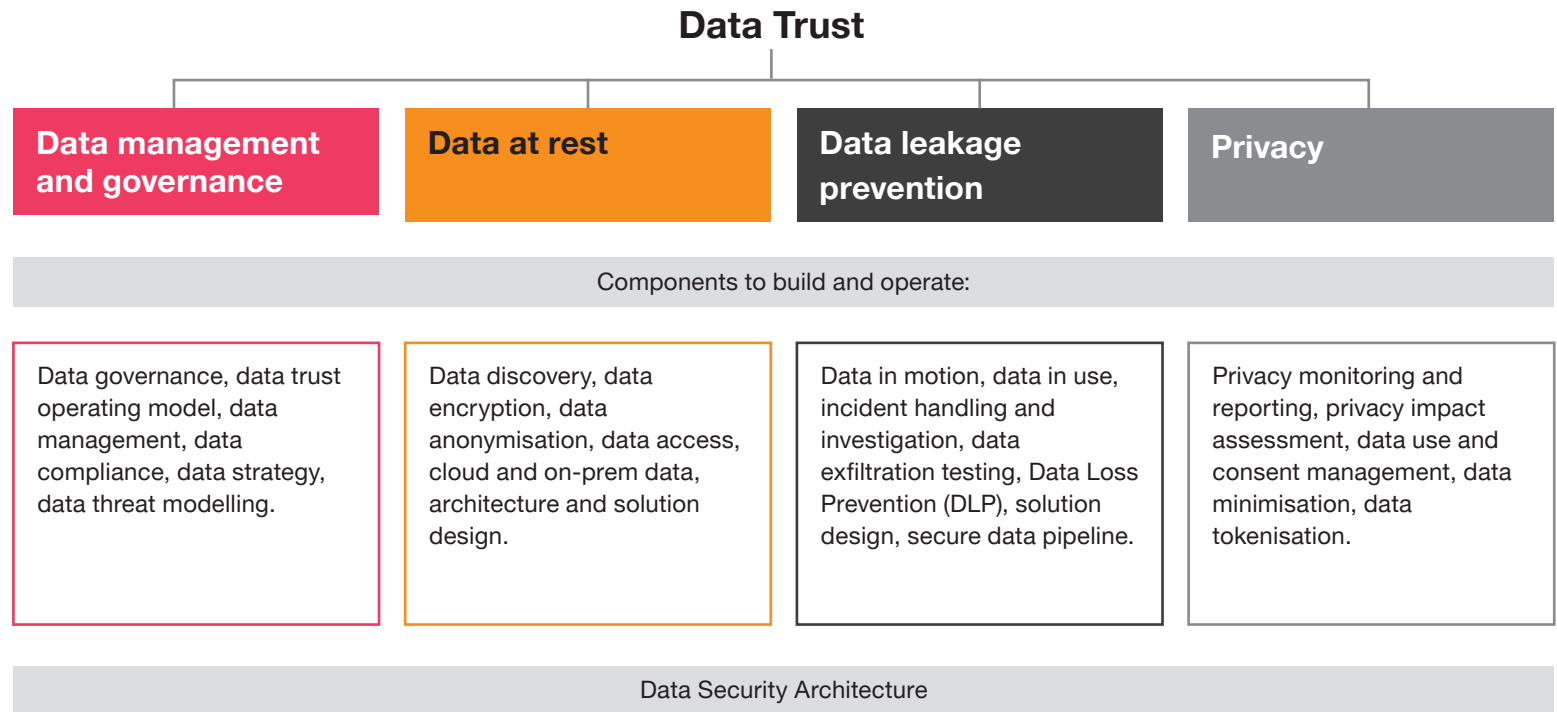 Data Trust
Data management
and governance
Data at rest
Data leakage
prevention
Privacy
Components to build and operate:
Data governance, data trust
operating model, data
management, data
compliance, data strategy,
data threat modelling.
Data discovery, data
encryption, data
anonymisation, data access,
cloud and on-prem data,
architecture and solution
design.
Data in motion, data in use,
incident handling and
investigation, data
exfiltration testing, Data Loss
Prevention (DLP), solution
design, secure data pipeline.
Privacy monitoring and
reporting, privacy impact
assessment, data use and
consent management, data
minimisation, data
tokenisation.
Data Security Architecture